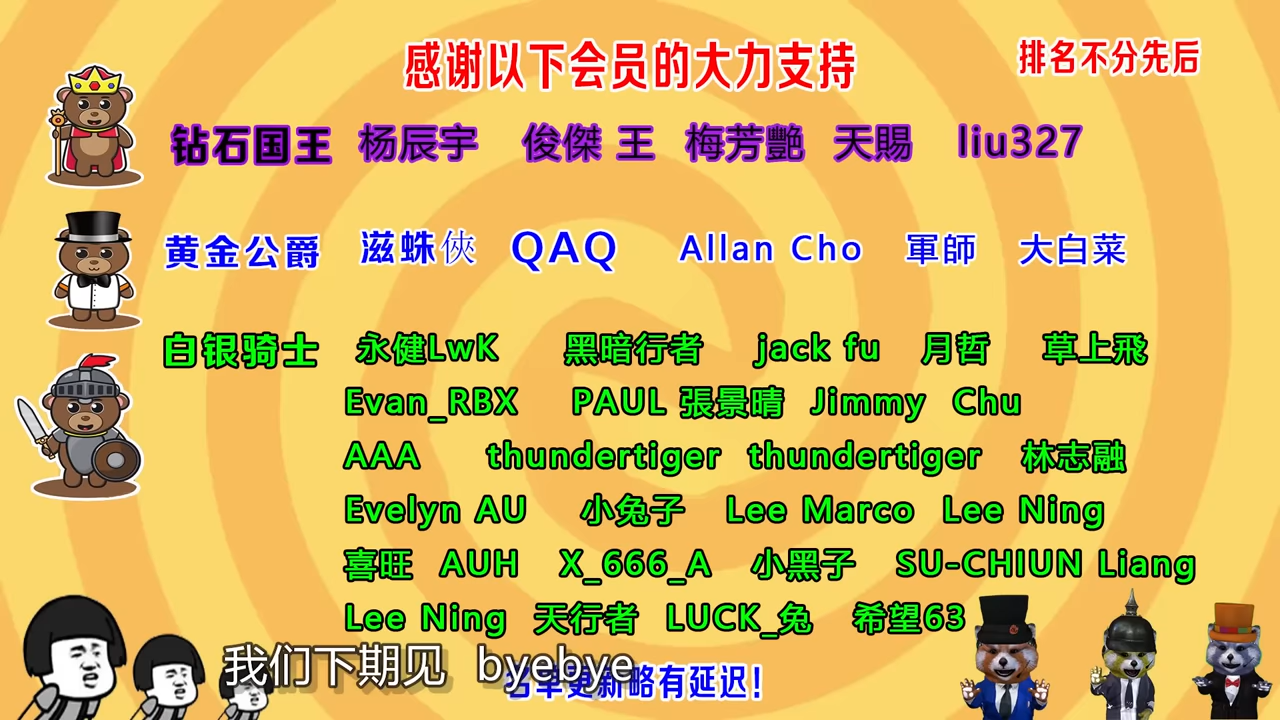 感谢以下会员的大力支持
排名不分先后
钻石国王 杨辰宇 俊傑 王 梅芳艷 天賜 liu327
黄金公爵 滋蛛俠 QAQ Allan Cho 軍師 大白菜
白银骑士 永健LwK 黑暗行者 jack fu 月哲 草上飛
Evan_RBX PAUL 張景晴 Jimmy Chu
AAA thundertiger thundertiger 林志融
Evelyn AU 小兔子 Lee Marco Lee Ning
喜旺 AUH X_666_A 小黑子 SU-CHIUN Liang
Lee Ning 天行者 LUCK_兔 希望63
我们下期见 byebye
名单更新略有延迟！